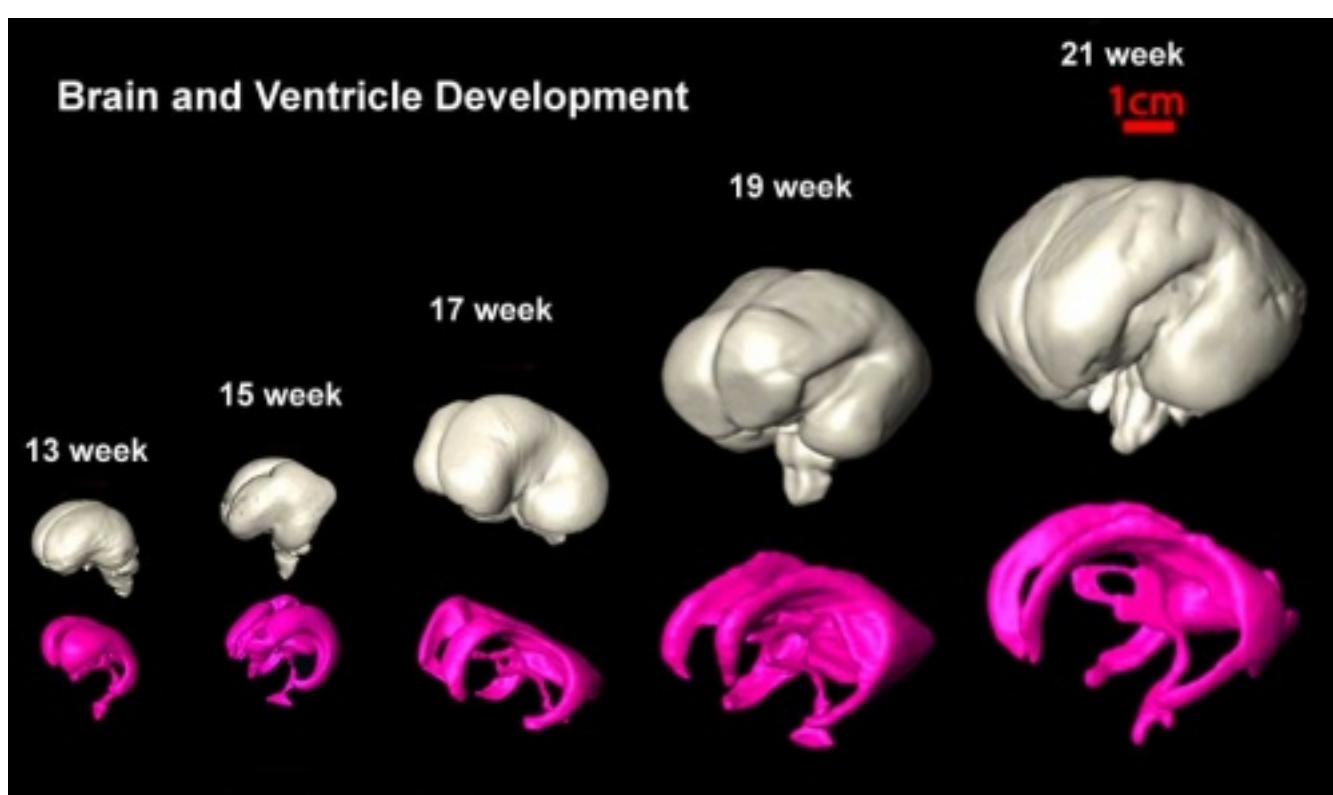 Brain and Ventricle Development
13 week
15 week
17 week
19 week
21 week
1cm